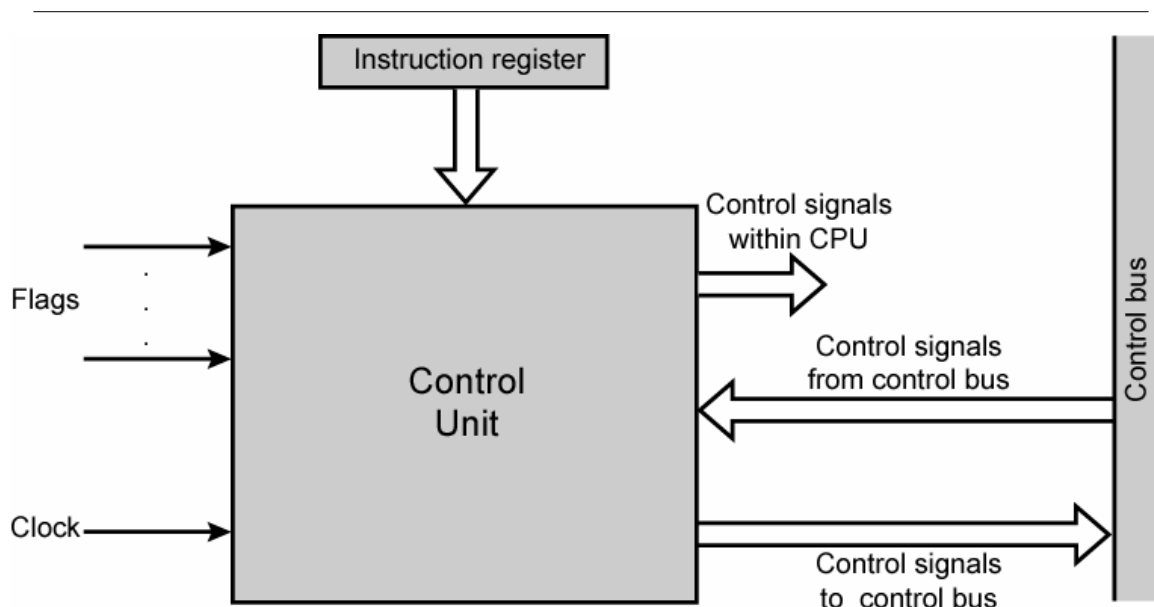 Instruction register
Control signals
within CPU
Flags
Control signals
from control bus
Control
Unit
Control bus
Clock
Control signals
to control bus